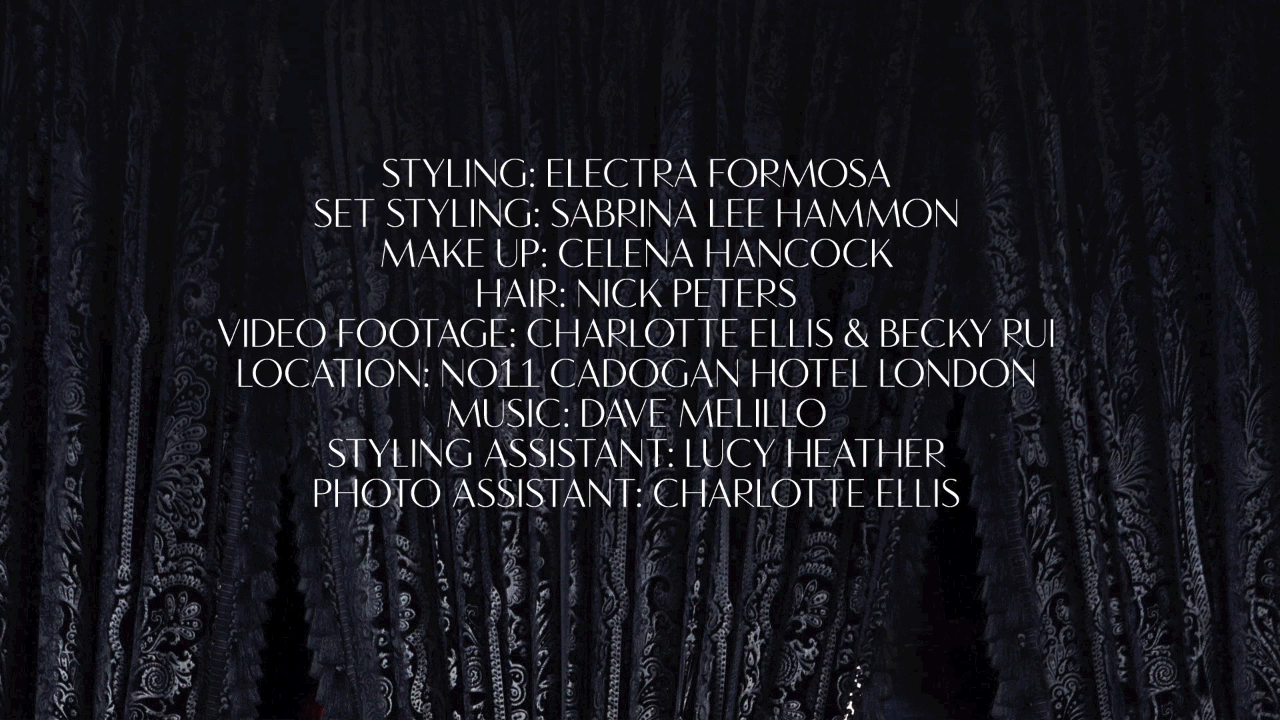 STYLING: ELECTRA FORMOSA
SET STYLING: SABRINA LEE HAMMON
MAKE UP: CELENA HANCOCK
HAIR: NICK PETERS
VIDEO FOOTAGE: CHARLOTTE ELLIS & BECKY RUI
LOCATION: NO11 CADOGAN HOTEL LONDON
MUSIC: DAVE MELILLO
STYLING ASSISTANT: LUCY HEATHER
PHOTO ASSISTANT: CHARLOTTE ELLIS